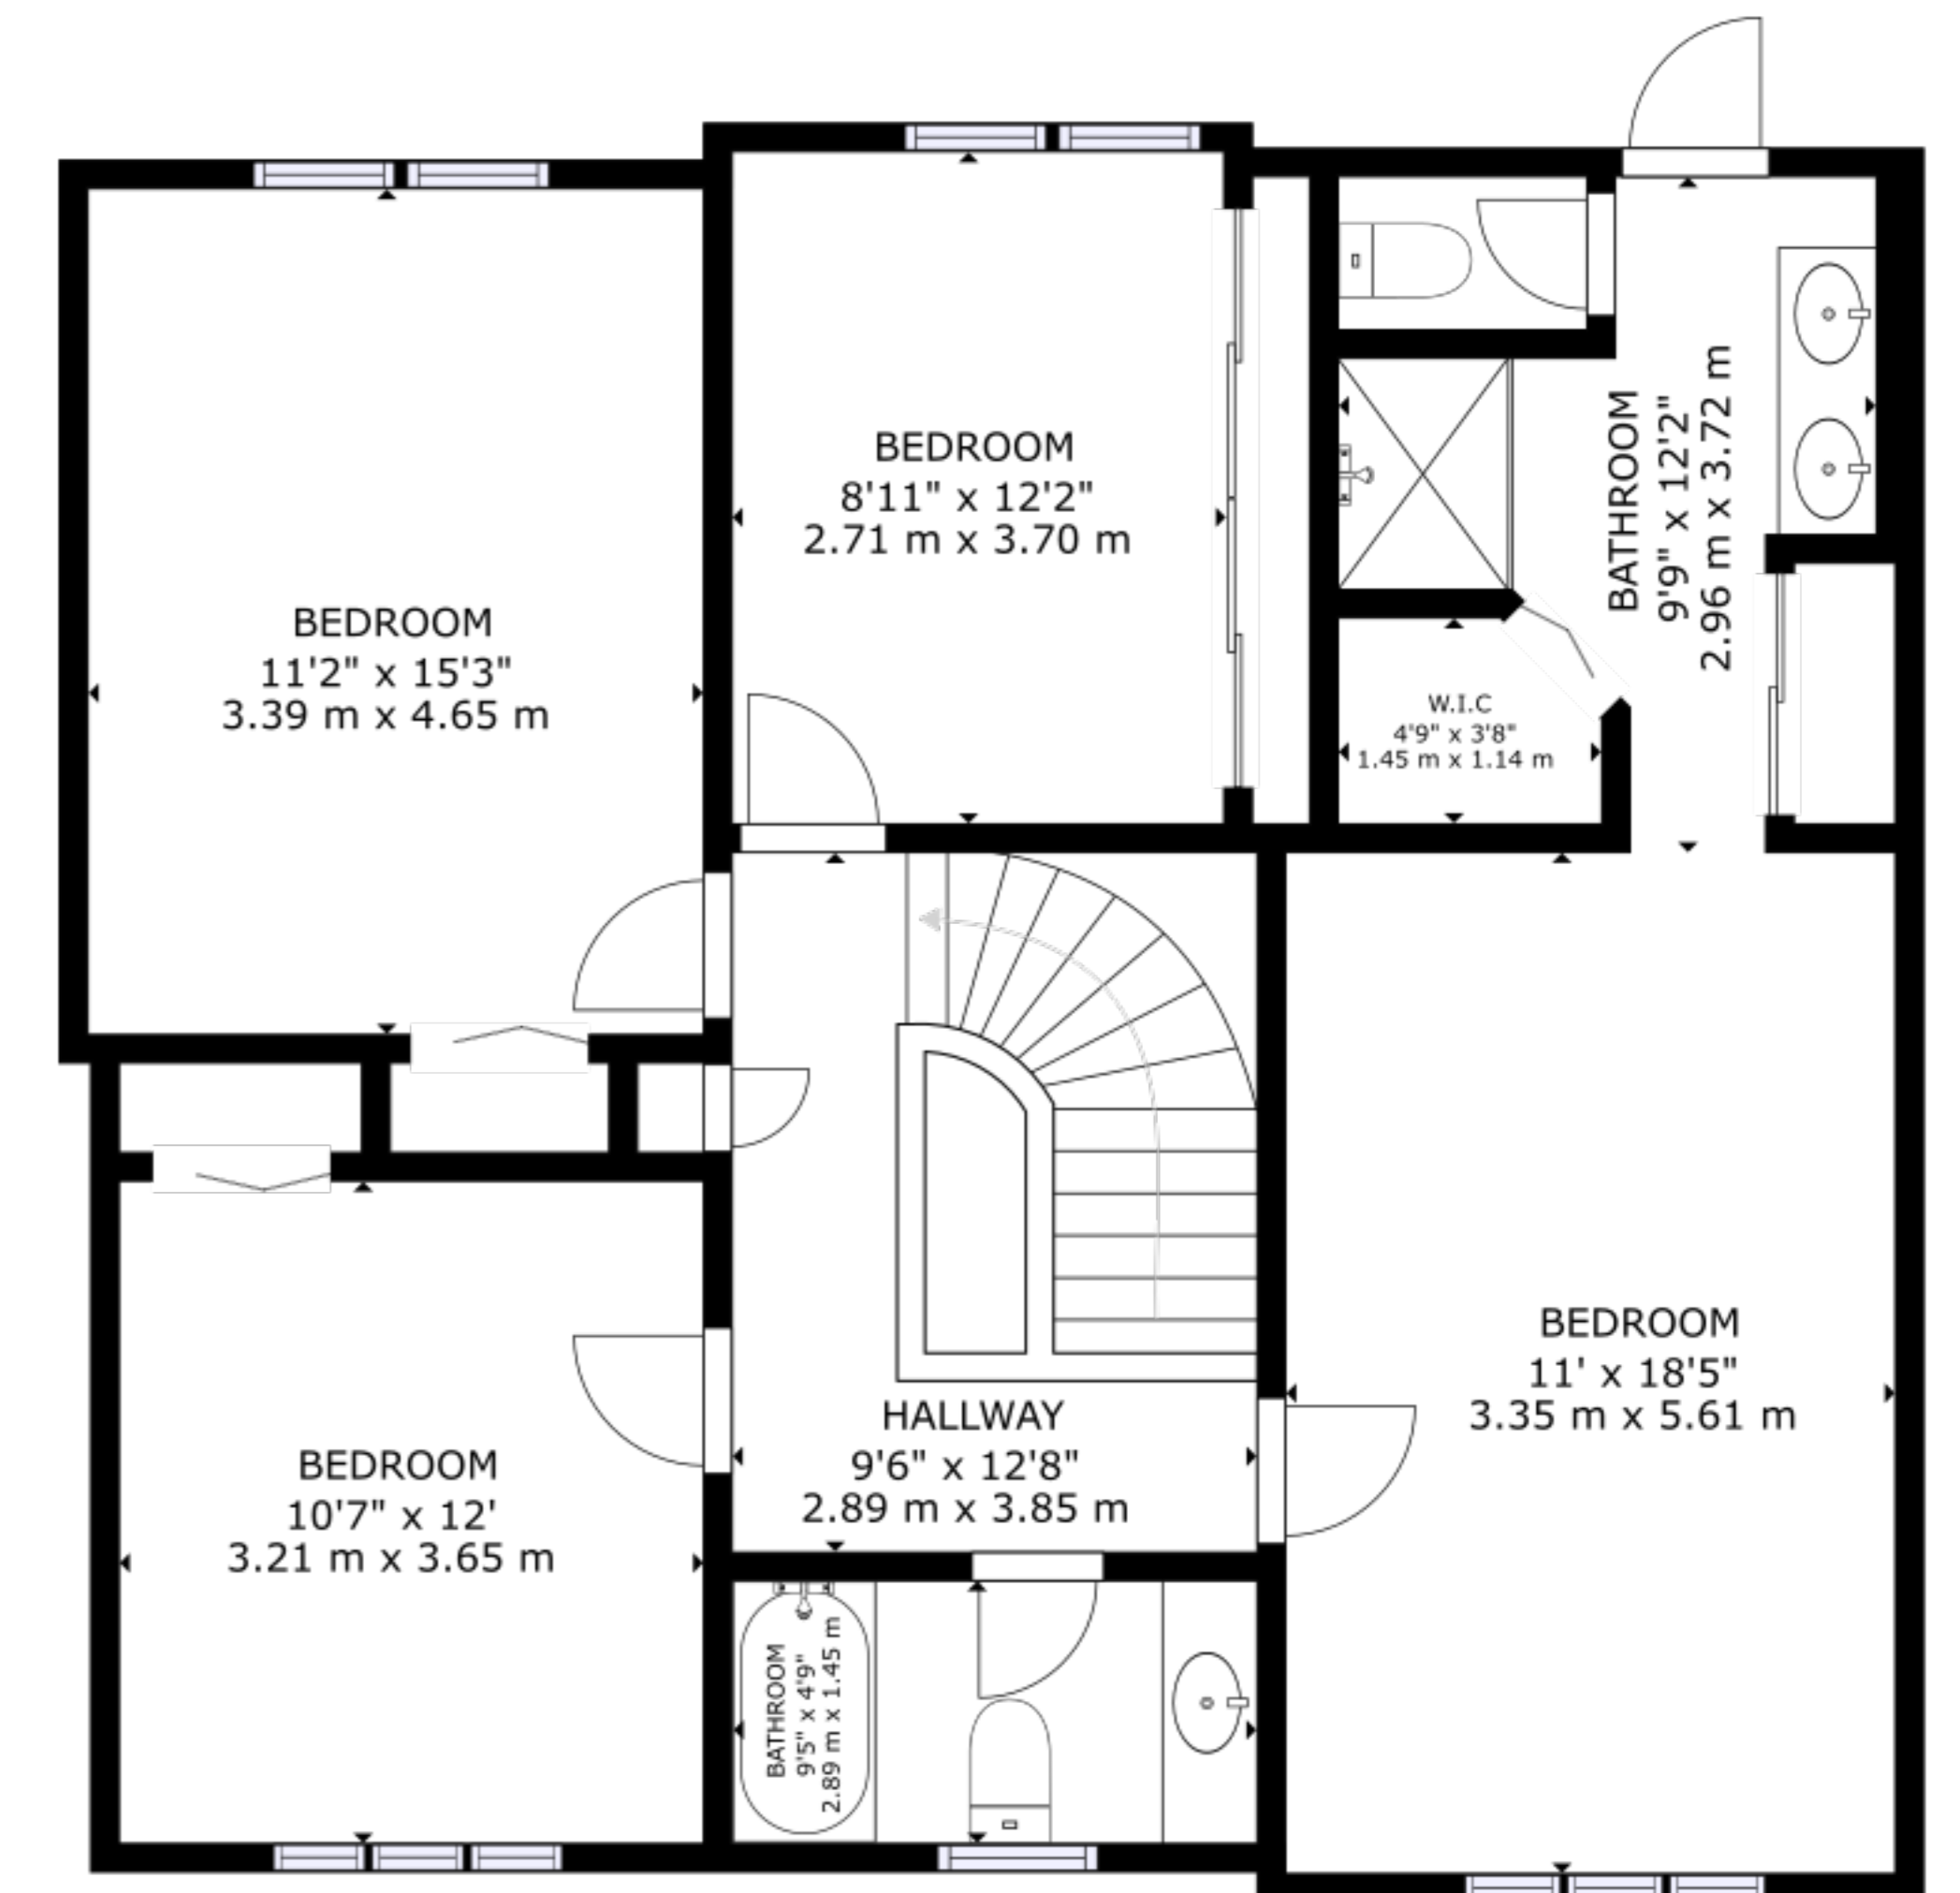 BEDROOM
8'11" x 12'2"
2.71 m x 3.70 m
BATHROOM
9'9" x 12'2"
2.96 m x 3.72 m
BEDROOM
11'2" x 15'3"
3.39 m x 4.65 m
W.I.C
4'9" x 3'8"
1.45 m x 1.14 m
BEDROOM
11' x 18'5"
3.35 m x 5.61 m
HALLWAY
9'6" x 12'8"
2.89 m x 3.85 m
BEDROOM
10'7" x 12'
3.21 m x 3.65 m
BATHROOM
9'5" x 4'9"
2.89 m x 1.45 m